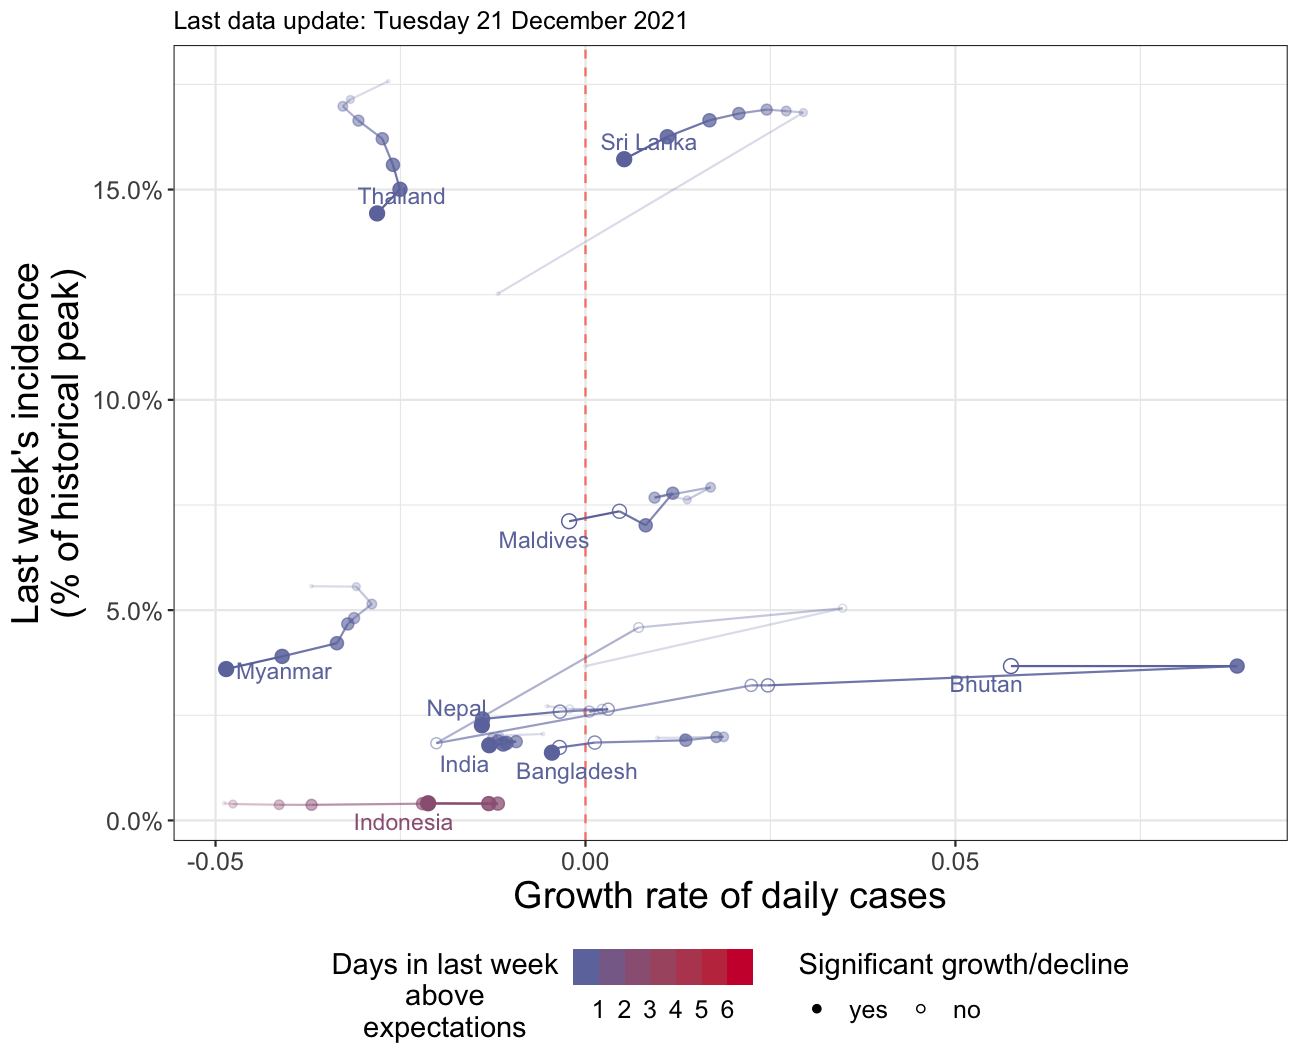 Last data update: Tuesday 21 December 2021
Last week's incidence
(% of historical peak)
15.0%
10.0%
5.0%
0.0%
Sri Lanka
Thailand
Maldives
Myanmar
Bhutan
Nepal
India
Bangladesh
Indonesia
-0.05
0.00
0.05
Growth rate of daily cases
Days in last week
above
expectations
1 2 3 4 5 6
Significant growth/decline
yes no